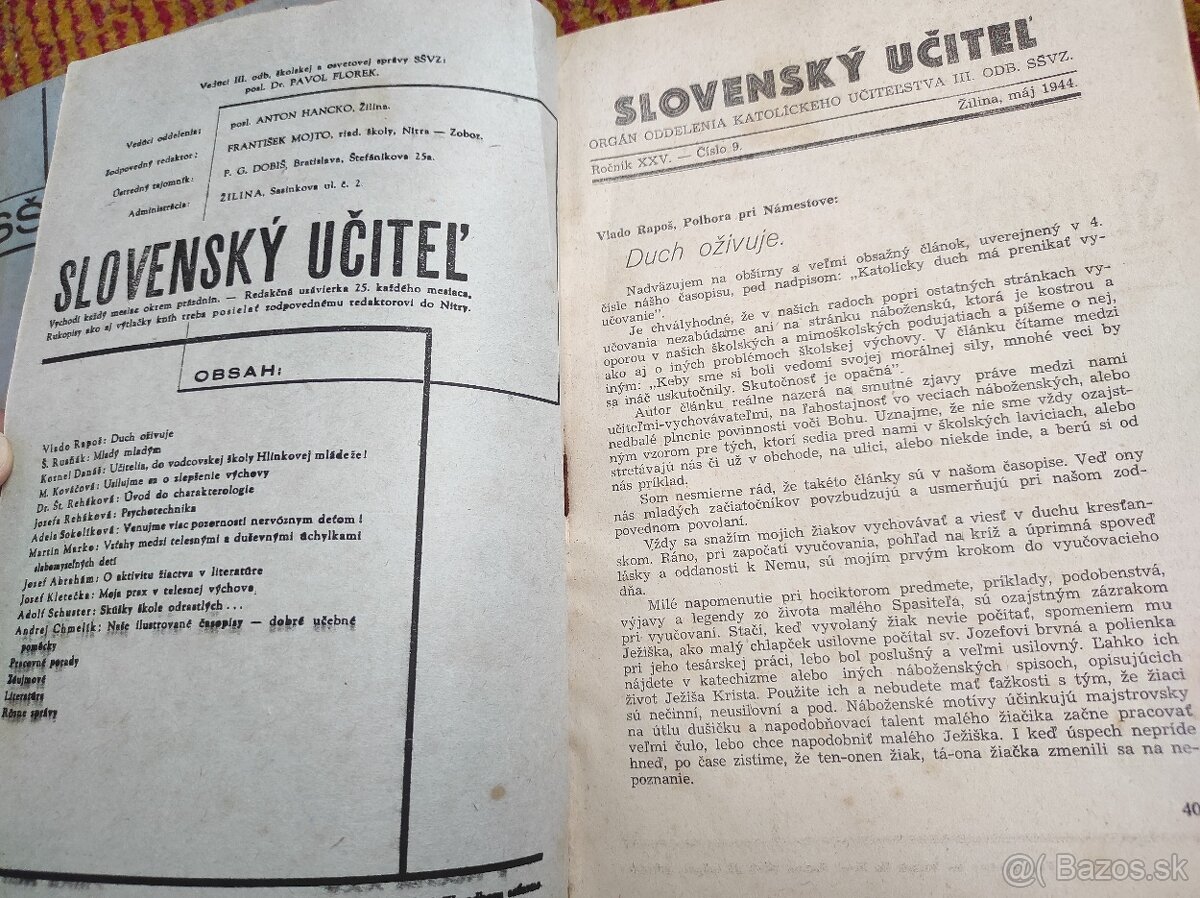 SŠ
Vedúci III. odb. školskej a osvetovej správy SŠVZ:
posl. Dr. PAVOL FLOREK.
Vedúci oddelenia: posl. ANTON HANCKO, Žilina.
Zodpovedný redaktor: FRANTIŠEK MOJTO, riad. školy, Nitra — Zobor.
Ústredný tajomník: P. G. DOBIŠ, Bratislava, Štefánikova 25a.
Administrácia: ŽILINA, Sasinkova ul. č. 2.
SLOVENSKÝ UČITEĽ
Vychodí každý mesiac okrem prázdnin. — Redakčná uzávierka 25. každého mesiaca.
Rukopisy ako aj výtlačky kníh treba posielať zodpovednému redaktorovi do Nitry.
OBSAH:
Vlado Rapoš: Duch oživuje
Š. Rusňák: Mladý mladým
Kornel Danáš: Učitelia, do vodcovskej školy Hlinkovej mládeže!
M. Kováčová: Usilujme sa o zlepšenie výchovy
Dr. Št. Reháková: Úvod do charakterologie
Josefa Reháková: Psychotechnika
Adela Sokolíková: Venujme viac pozornosti nervóznym deťom!
Martin Marko: Vzťahy medzi telesnými a duševnými úchylkami
slabomyseľných detí
Josef Abrahám: O aktivitu žiactva v literatúre
Josef Kletečka: Moja prax v telesnej výchove
Adolf Schuster: Skúšky škole odrastlých . . .
Andrej Chmelík: Naše ilustrované časopisy — dobré učebné
pomôcky
Pracovné porady
Záujmové
Literatúra
Rôzne správy
SLOVENSKÝ UČITEĽ
ORGÁN ODDELENIA KATOLÍCKEHO UČITEĽSTVA III. ODB. SŠVZ.
Ročník XXV. — Číslo 9. Žilina, máj 1944.
Vlado Rapoš, Polhora pri Námestove:
Duch oživuje.
Nadväzujem na obšírny a veľmi obsažný článok, uverejnený v 4.
čísle nášho časopisu, pod nadpisom: „Katolícky duch má prenikať vy-
učovanie".
Je chvályhodné, že v našich radoch popri ostatných stránkach vy-
učovania nezabúdame ani na stránku náboženskú, ktorá je kostrou a
oporou v našich školských a mimoškolských podujatiach a píšeme o nej,
ako aj o iných problémoch školskej výchovy. V článku čítame medzi
iným: „Keby sme si boli vedomí svojej morálnej sily, mnohé veci by
sa ináč uskutočnily. Skutočnosť je opačná".
Autor článku reálne nazerá na smutné zjavy práve medzi nami
učiteľmi-vychovávateľmi, na ľahostajnosť vo veciach náboženských, alebo
nedbalé plnenie povinností voči Bohu. Uznajme, že nie sme vždy ozajst-
ným vzorom pre tých, ktorí sedia pred nami v školských laviciach, alebo
stretávajú nás či už v obchode, na ulici, alebo niekde inde, a berú si od
nás príklad.
Som nesmierne rád, že takéto články sú v našom časopise. Veď ony
nás mladých začiatočníkov povzbudzujú a usmerňujú pri našom zod-
povednom povolaní.
Vždy sa snažím mojich žiakov vychovávať a viesť v duchu kresťan-
skom. Ráno, pri započatí vyučovania, pohľad na kríž a úprimná spoveď
lásky a oddanosti k Nemu, sú mojím prvým krokom do vyučovacieho
dňa.
Milé napomenutie pri hociktorom predmete, príklady, podobenstvá,
výjavy a legendy zo života malého Spasiteľa, sú ozajstným zázrakom
pri vyučovaní. Stačí, keď vyvolaný žiak nevie počítať, spomeniem mu
Ježiška, ako malý chlapček usilovne počítal sv. Jozefovi brvná a polienka
pri jeho tesárskej práci, lebo bol poslušný a veľmi usilovný. Ľahko ich
nájdete v katechizme alebo iných náboženských spisoch, opisujúcich
život Ježiša Krista. Použite ich a nebudete mať ťažkosti s tým, že žiaci
sú nečinní, neusiloví a pod. Náboženské motívy účinkujú majstrovsky
na útlu dušičku a napodobňovací talent malého žiačika začne pracovať
veľmi čulo, lebo chce napodobniť malého Ježiška. I keď úspech nepríde
hneď, po čase zistíme, že ten-onen žiak, tá-ona žiačka zmenili sa na ne-
poznanie.
40
@( Bazos.sk